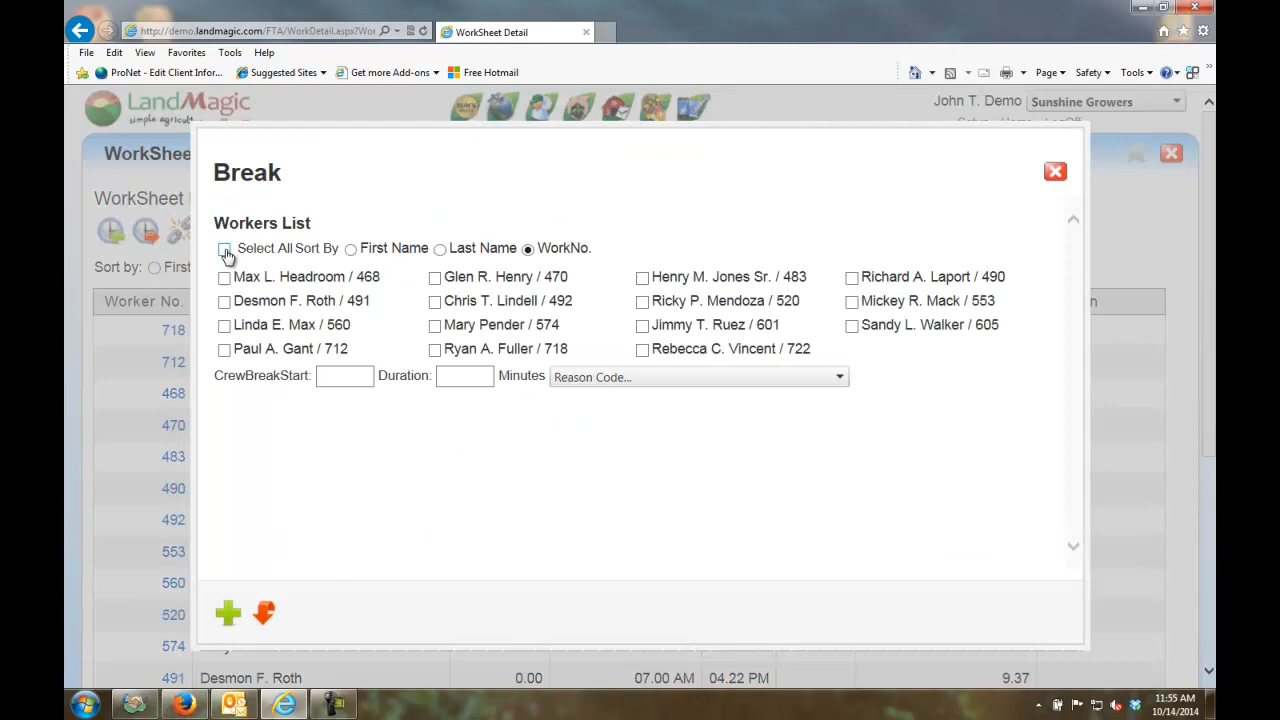 http://demo.landmagic.com/FTA/WorkDetail.aspx?Wor
WorkSheet Detail
File Edit View Favorites Tools Help
ProNet - Edit Client Infor...
Suggested Sites
Get more Add-ons
Free Hotmail
Page
Safety
Tools
LandMagic
John T. Demo
Sunshine Growers
WorkSheet
WorkSheet
Sort by: First
Worker No.
718
712
468
470
483
490
492
553
560
520
574
491 Desmon F. Roth 0.00 07.00 AM 04.22 PM 9.37
Break
Workers List
Select All Sort By First Name Last Name WorkNo.
Max L. Headroom / 468 Glen R. Henry / 470 Henry M. Jones Sr. / 483 Richard A. Laport / 490
Desmon F. Roth / 491 Chris T. Lindell / 492 Ricky P. Mendoza / 520 Mickey R. Mack / 553
Linda E. Max / 560 Mary Pender / 574 Jimmy T. Ruez / 601 Sandy L. Walker / 605
Paul A. Gant / 712 Ryan A. Fuller / 718 Rebecca C. Vincent / 722
CrewBreakStart: Duration: Minutes Reason Code...
11:55 AM
10/14/2014